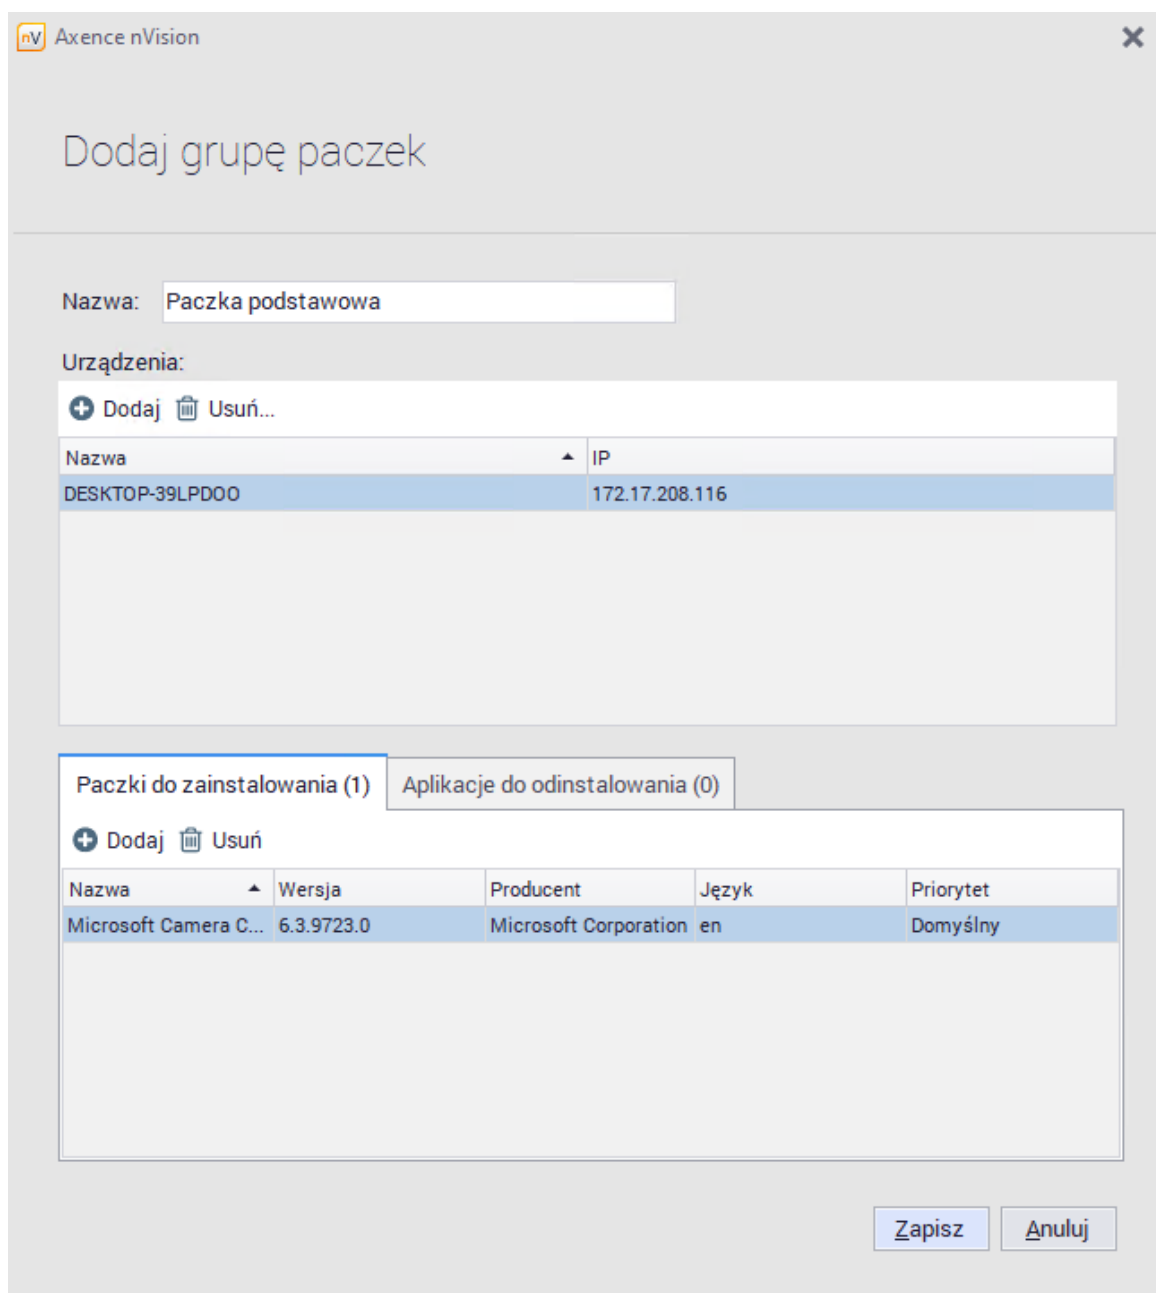 nV Axence nVision
Dodaj grupę paczek
Nazwa: Paczka podstawowa
Urządzenia:
Dodaj Usuń...
Nazwa IP
DESKTOP-39LPDOO 172.17.208.116
Paczki do zainstalowania (1) Aplikacje do odinstalowania (0)
Dodaj Usuń
Nazwa Wersja Producent Język Priorytet
Microsoft Camera C... 6.3.9723.0 Microsoft Corporation en Domyślny
Zapisz Anuluj